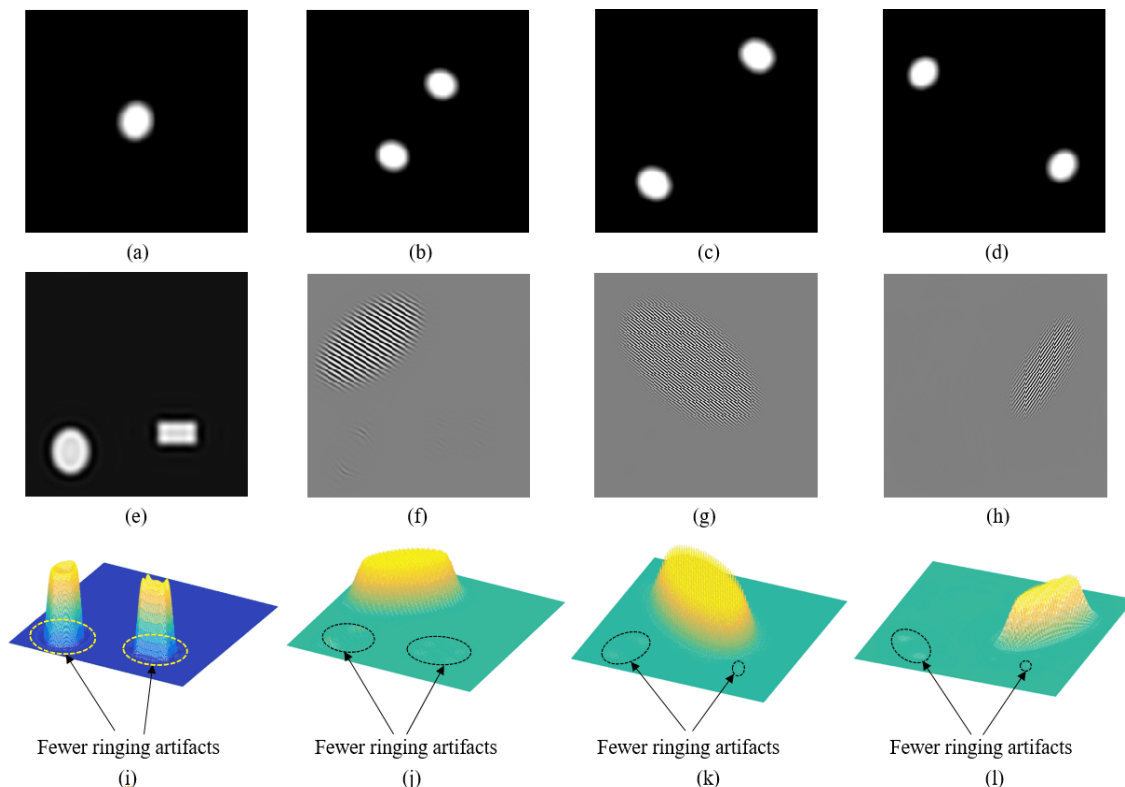 (a)
(b)
(c)
(d)
(e)
(f)
(g)
(h)
Fewer ringing artifacts
Fewer ringing artifacts
Fewer ringing artifacts
Fewer ringing artifacts
(i)
(j)
(k)
(l)